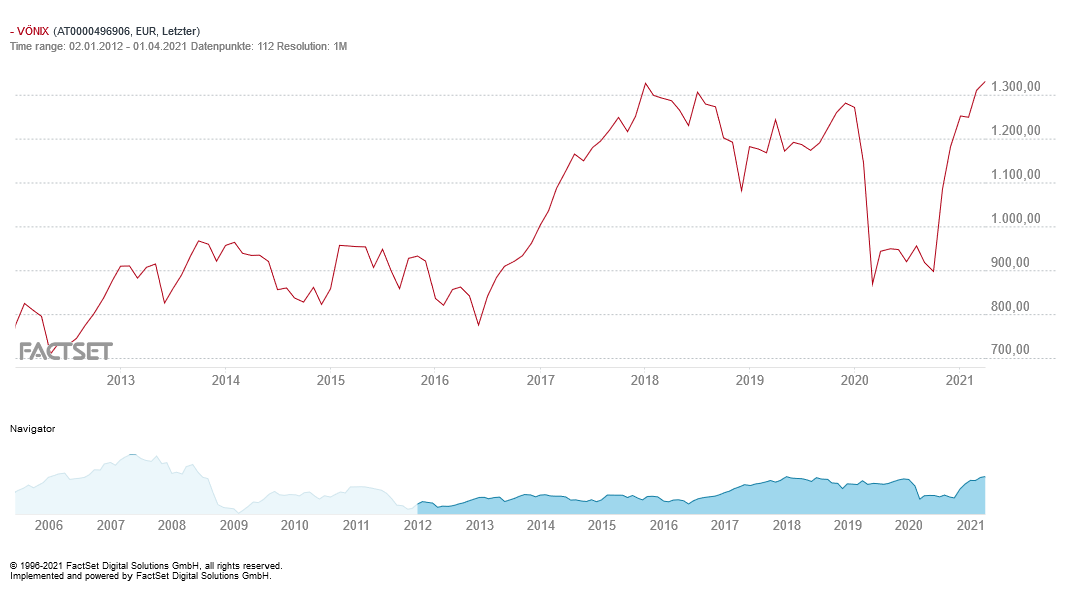 - VÖNIX (AT0000496906, EUR, Letzter)
Time range: 02.01.2012 - 01.04.2021 Datenpunkte: 112 Resolution: 1M
1.300,00
1.200,00
1.100,00
1.000,00
900,00
800,00
700,00
FACTSET
2013 2014 2015 2016 2017 2018 2019 2020 2021
Navigator
2006 2007 2008 2009 2010 2011 2012 2013 2014 2015 2016 2017 2018 2019 2020 2021
© 1996-2021 FactSet Digital Solutions GmbH, all rights reserved.
Implemented and powered by FactSet Digital Solutions GmbH.